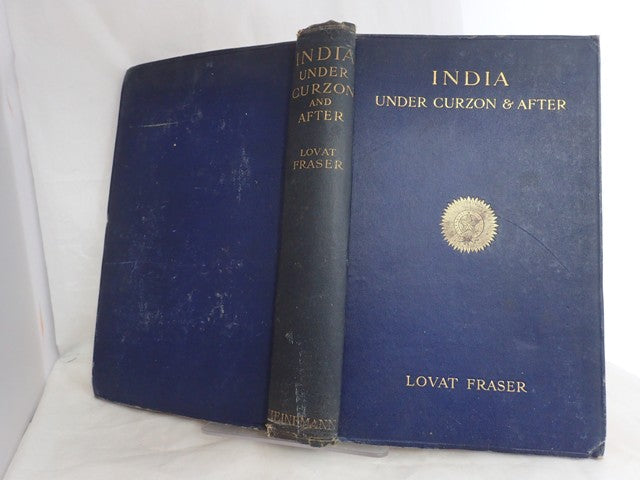 INDIA
UNDER
CURZON
AND
AFTER
LOVAT
FRASER
HEINEMANN
INDIA
UNDER CURZON & AFTER
LOVAT FRASER